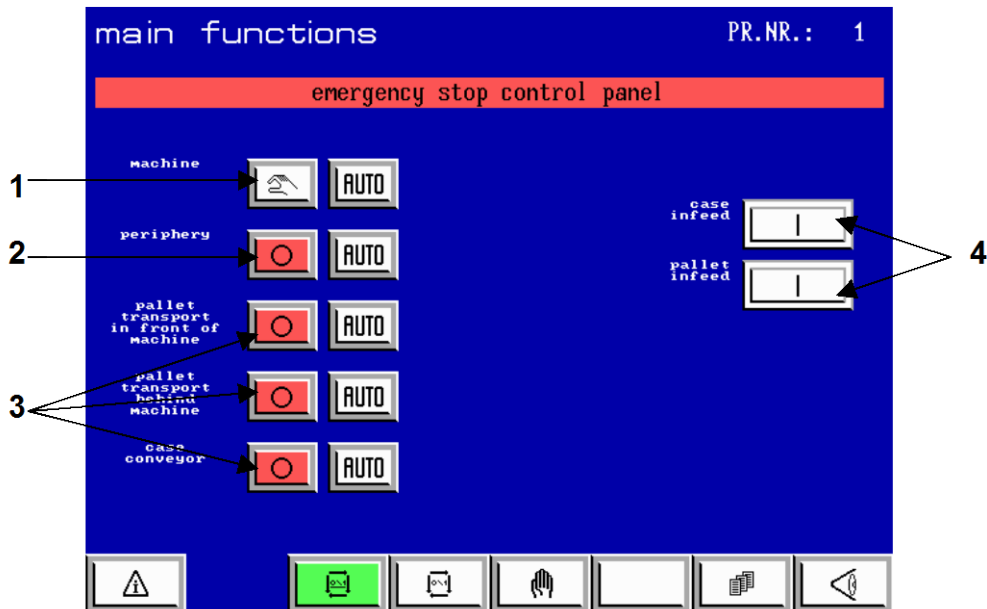 main functions
PR.NR.: 1
emergency stop control panel
machine
AUTO
1
periphery
AUTO
2
pallet
transport
in front of
machine
AUTO
pallet
transport
behind
machine
AUTO
3
case
conveyor
AUTO
case
infeed
I
pallet
infeed
I
4